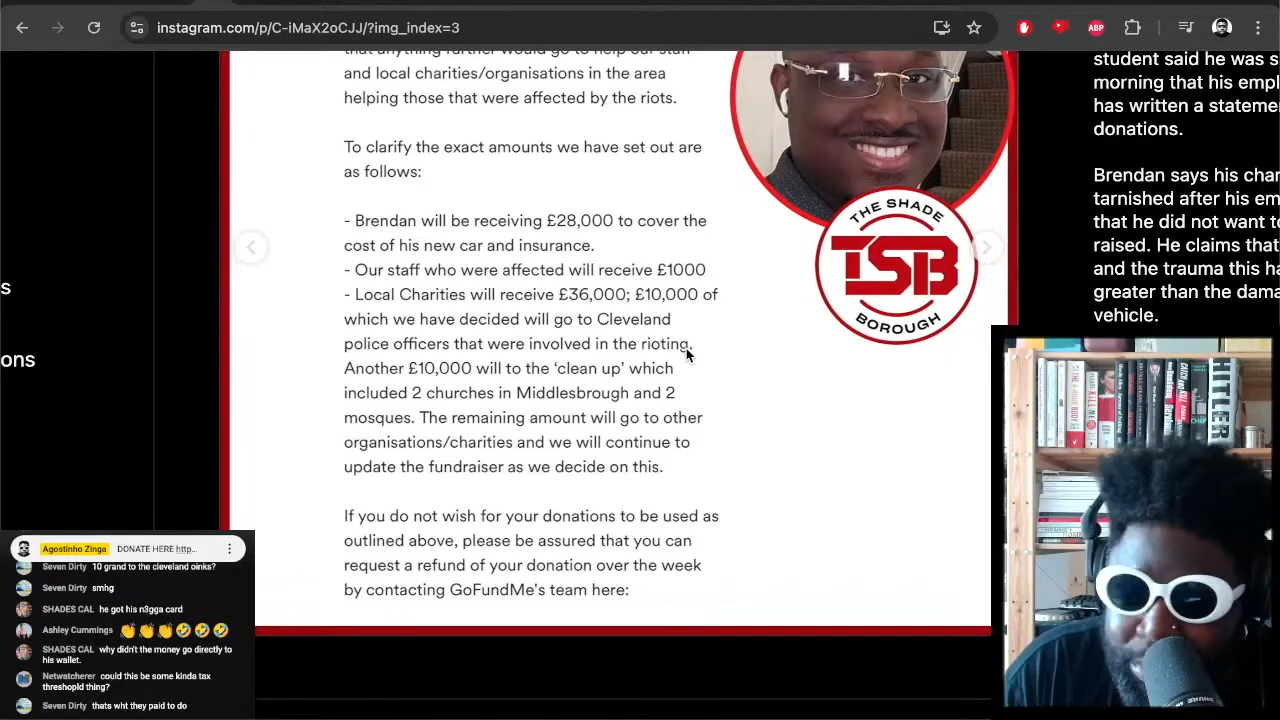 instagram.com/p/C-iMaX2oCJJ/?img_index=3
ABP
that anything further would go to help our staff
and local charities/organisations in the area
helping those that were affected by the riots.
To clarify the exact amounts we have set out are
as follows:
- Brendan will be receiving £28,000 to cover the
cost of his new car and insurance.
- Our staff who were affected will receive £1000
- Local Charities will receive £36,000; £10,000 of
which we have decided will go to Cleveland
police officers that were involved in the rioting.
Another £10,000 will to the ‘clean up’ which
included 2 churches in Middlesbrough and 2
mosques. The remaining amount will go to other
organisations/charities and we will continue to
update the fundraiser as we decide on this.
If you do not wish for your donations to be used as
outlined above, please be assured that you can
request a refund of your donation over the week
by contacting GoFundMe's team here:
THE SHADE
TSB
BOROUGH
student said he was s
morning that his empl
has written a stateme
donations.
Brendan says his char
tarnished after his em
that he did not want to
raised. He claims that
and the trauma this ha
greater than the dama
vehicle.
s
ons
Agostinho Zinga DONATE HERE http...
Seven Dirty 10 grand to the cleveland oinks?
Seven Dirty smhg
SHADES CAL he got his n3gga card
Ashley Cummings 👏👏👏🤣🤣🤣
SHADES CAL why didn't the money go directly to
his wallet.
Netwatcherer could this be some kinda tax
threshopld thing?
Seven Dirty thats wht they paid to do
HITLER